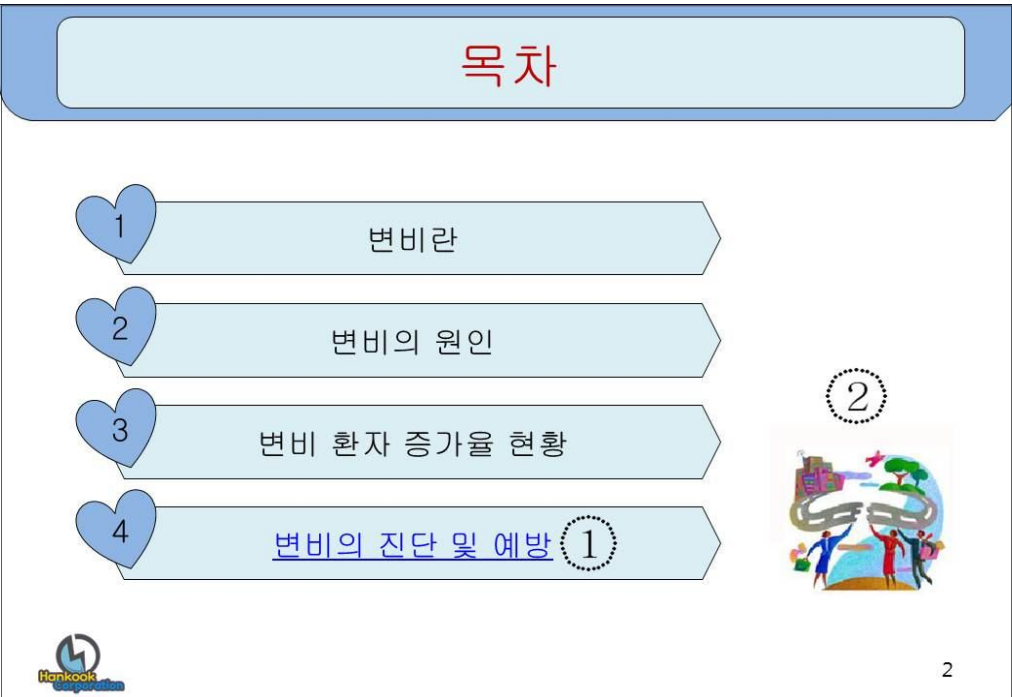 목차
1
변비란
2
변비의 원인
3
변비 환자 증가율 현황
4
변비의 진단 및 예방 ①
②
Hankook
Corporation
2